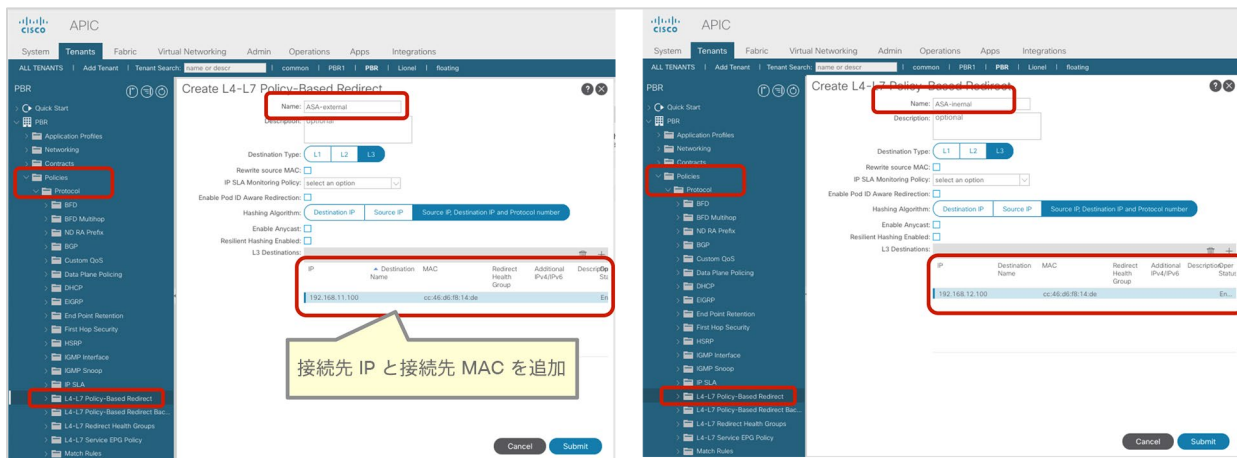 CISCO APIC
System Tenants Fabric Virtual Networking Admin Operations Apps Integrations
ALL TENANTS | Add Tenant | Tenant Search: name or descr | common | PBR1 | PBR | Lionel | floating
PBR
Quick Start
PBR
Application Profiles
Networking
Contracts
Policies
Protocol
BFD
BFD Multihop
ND RA Prefix
BGP
Custom QoS
Data Plane Policing
DHCP
EIGRP
End Point Retention
First Hop Security
HSRP
IGMP Interface
IGMP Snoop
IP SLA
L4-L7 Policy-Based Redirect
L4-L7 Policy-Based Redirect Bac...
L4-L7 Redirect Health Groups
L4-L7 Service EPG Policy
Match Rules
Create L4-L7 Policy-Based Redirect
Name: ASA-external
Description: optional
Destination Type: L1 L2 L3
Rewrite source MAC:
IP SLA Monitoring Policy: select an option
Enable Pod ID Aware Redirection:
Hashing Algorithm: Destination IP Source IP Source IP, Destination IP and Protocol number
Enable Anycast:
Resilient Hashing Enabled:
L3 Destinations:
IP Destination Name MAC Redirect Health Group Additional IPv4/IPv6 Description Oper Sta
192.168.11.100 cc:46:d6:f8:14:de En
接続先 IP と接続先 MAC を追加
Cancel Submit
CISCO APIC
System Tenants Fabric Virtual Networking Admin Operations Apps Integrations
ALL TENANTS | Add Tenant | Tenant Search: name or descr | common | PBR1 | PBR | Lionel | floating
PBR
Quick Start
PBR
Application Profiles
Networking
Contracts
Policies
Protocol
BFD
BFD Multihop
ND RA Prefix
BGP
Custom QoS
Data Plane Policing
DHCP
EIGRP
End Point Retention
First Hop Security
HSRP
IGMP Interface
IGMP Snoop
IP SLA
L4-L7 Policy-Based Redirect
L4-L7 Policy-Based Redirect Bac...
L4-L7 Redirect Health Groups
L4-L7 Service EPG Policy
Match Rules
Create L4-L7 Policy-Based Redirect
Name: ASA-inernal
Description: optional
Destination Type: L1 L2 L3
Rewrite source MAC:
IP SLA Monitoring Policy: select an option
Enable Pod ID Aware Redirection:
Hashing Algorithm: Destination IP Source IP Source IP, Destination IP and Protocol number
Enable Anycast:
Resilient Hashing Enabled:
L3 Destinations:
IP Destination Name MAC Redirect Health Group Additional IPv4/IPv6 Description Oper Status
192.168.12.100 cc:46:d6:f8:14:de En...
Cancel Submit